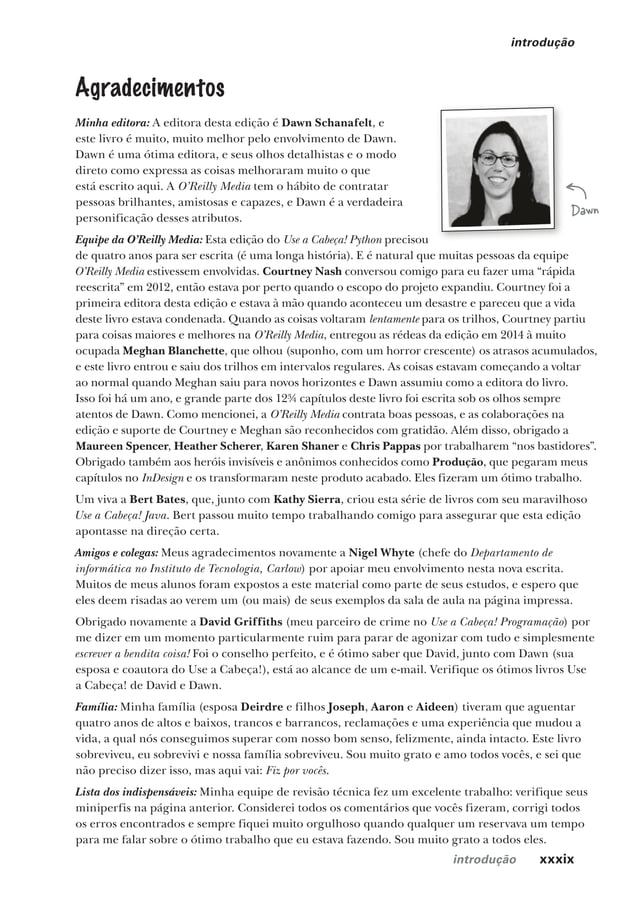 introdução
Agradecimentos
Minha editora: A editora desta edição é Dawn Schanafelt, e
este livro é muito, muito melhor pelo envolvimento de Dawn.
Dawn é uma ótima editora, e seus olhos detalhistas e o modo
direto como expressa as coisas melhoraram muito o que
está escrito aqui. A O’Reilly Media tem o hábito de contratar
pessoas brilhantes, amistosas e capazes, e Dawn é a verdadeira
personificação desses atributos.
Dawn
Equipe da O’Reilly Media: Esta edição do Use a Cabeça! Python precisou
de quatro anos para ser escrita (é uma longa história). E é natural que muitas pessoas da equipe
O’Reilly Media estivessem envolvidas. Courtney Nash conversou comigo para eu fazer uma “rápida
reescrita” em 2012, então estava por perto quando o escopo do projeto expandiu. Courtney foi a
primeira editora desta edição e estava à mão quando aconteceu um desastre e pareceu que a vida
deste livro estava condenada. Quando as coisas voltaram lentamente para os trilhos, Courtney partiu
para coisas maiores e melhores na O’Reilly Media, entregou as rédeas da edição em 2014 à muito
ocupada Meghan Blanchette, que olhou (suponho, com um horror crescente) os atrasos acumulados,
e este livro entrou e saiu dos trilhos em intervalos regulares. As coisas estavam começando a voltar
ao normal quando Meghan saiu para novos horizontes e Dawn assumiu como a editora do livro.
Isso foi há um ano, e grande parte dos 12¾ capítulos deste livro foi escrita sob os olhos sempre
atentos de Dawn. Como mencionei, a O’Reilly Media contrata boas pessoas, e as colaborações na
edição e suporte de Courtney e Meghan são reconhecidos com gratidão. Além disso, obrigado a
Maureen Spencer, Heather Scherer, Karen Shaner e Chris Pappas por trabalharem “nos bastidores”.
Obrigado também aos heróis invisíveis e anônimos conhecidos como Produção, que pegaram meus
capítulos no InDesign e os transformaram neste produto acabado. Eles fizeram um ótimo trabalho.
Um viva a Bert Bates, que, junto com Kathy Sierra, criou esta série de livros com seu maravilhoso
Use a Cabeça! Java. Bert passou muito tempo trabalhando comigo para assegurar que esta edição
apontasse na direção certa.
Amigos e colegas: Meus agradecimentos novamente a Nigel Whyte (chefe do Departamento de
informática no Instituto de Tecnologia, Carlow) por apoiar meu envolvimento nesta nova escrita.
Muitos de meus alunos foram expostos a este material como parte de seus estudos, e espero que
eles deem risadas ao verem um (ou mais) de seus exemplos da sala de aula na página impressa.
Obrigado novamente a David Griffiths (meu parceiro de crime no Use a Cabeça! Programação) por
me dizer em um momento particularmente ruim para parar de agonizar com tudo e simplesmente
escrever a bendita coisa! Foi o conselho perfeito, e é ótimo saber que David, junto com Dawn (sua
esposa e coautora do Use a Cabeça!), está ao alcance de um e-mail. Verifique os ótimos livros Use
a Cabeça! de David e Dawn.
Família: Minha família (esposa Deirdre e filhos Joseph, Aaron e Aideen) tiveram que aguentar
quatro anos de altos e baixos, trancos e barrancos, reclamações e uma experiência que mudou a
vida, a qual nós conseguimos superar com nosso bom senso, felizmente, ainda intacto. Este livro
sobreviveu, eu sobrevivi e nossa família sobreviveu. Sou muito grato e amo todos vocês, e sei que
não preciso dizer isso, mas aqui vai: Fiz por vocês.
Lista dos indispensáveis: Minha equipe de revisão técnica fez um excelente trabalho: verifique seus
miniperfis na página anterior. Considerei todos os comentários que vocês fizeram, corrigi todos
os erros encontrados e sempre fiquei muito orgulhoso quando qualquer um reservava um tempo
para me falar sobre o ótimo trabalho que eu estava fazendo. Sou muito grato a todos eles.
introdução xxxix